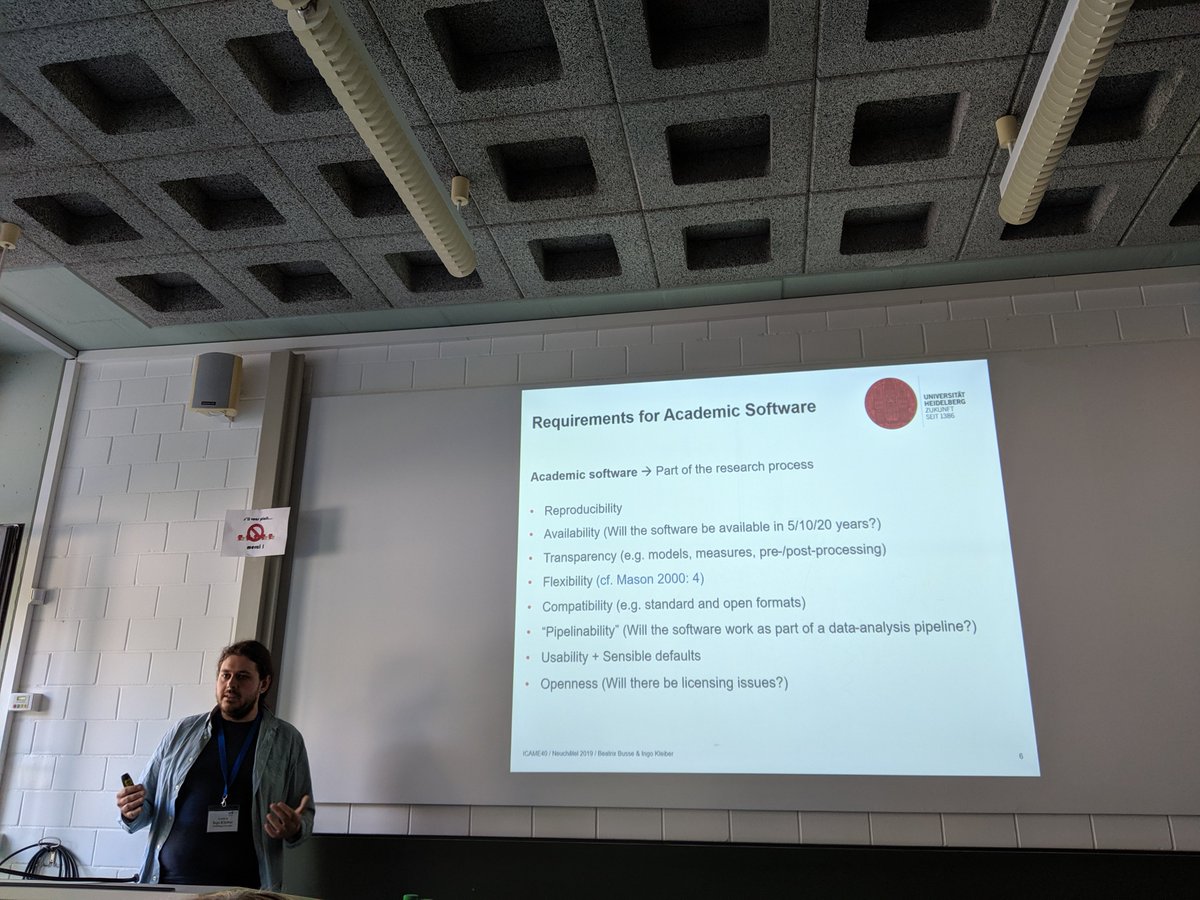 Requirements for Academic Software
UNIVERSITÄT
HEIDELBERG
ZUKUNFT
SEIT 1386
Academic software → Part of the research process
• Reproducibility
• Availability (Will the software be available in 5/10/20 years?)
• Transparency (e.g. models, measures, pre-/post-processing)
• Flexibility (cf. Mason 2000: 4)
• Compatibility (e.g. standard and open formats)
• “Pipelinability” (Will the software work as part of a data-analysis pipeline?)
• Usability + Sensible defaults
• Openness (Will there be licensing issues?)
ICAME40 / Neuchâtel 2019 / Beatrix Busse & Ingo Kleiber
6
merci !